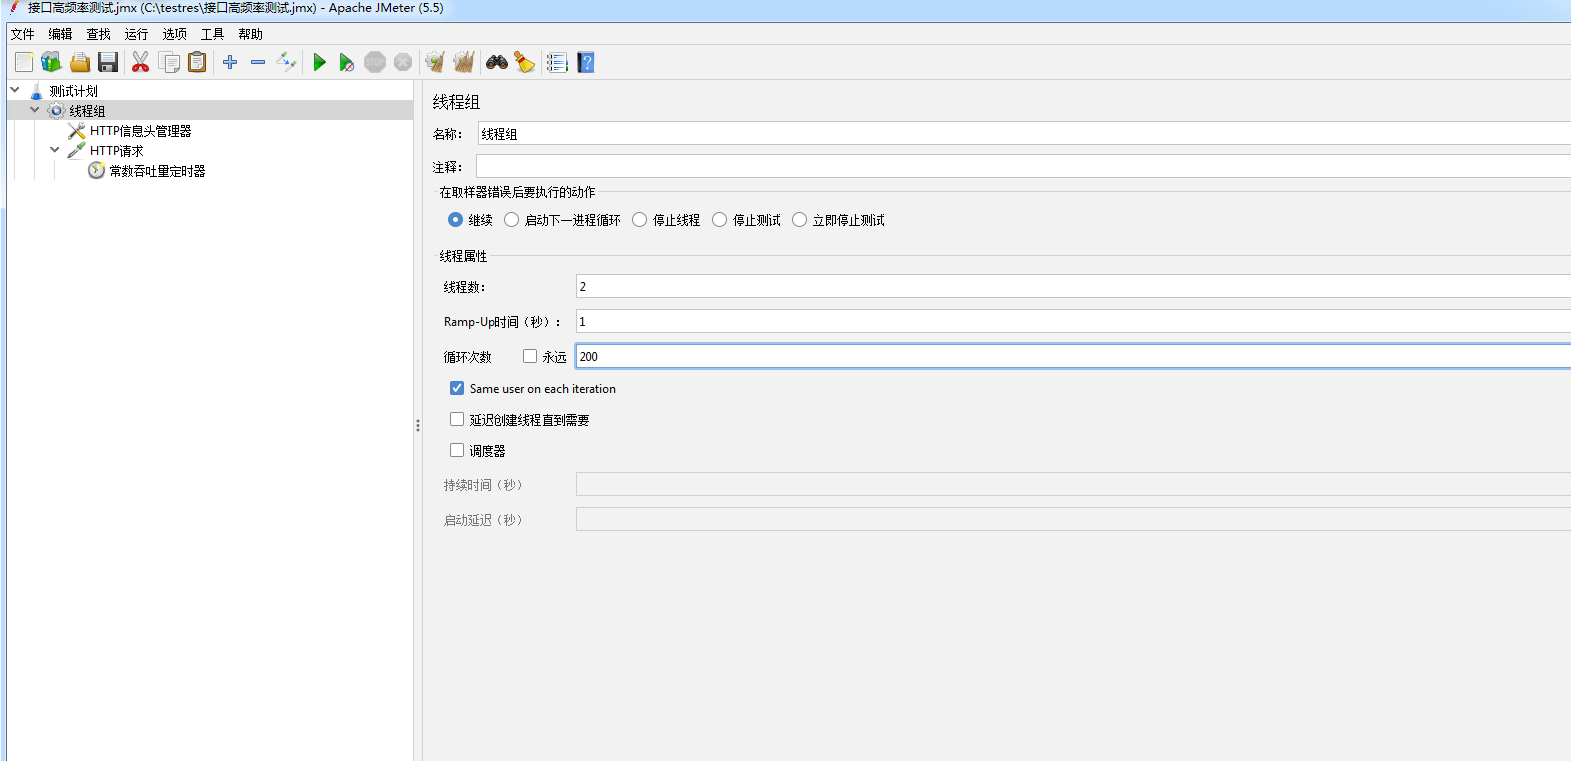 接口高频率测试.jmx (C:\testres\接口高频率测试.jmx) - Apache JMeter (5.5)
文件 编辑 查找 运行 选项 工具 帮助
STOP
测试计划
线程组
HTTP信息头管理器
HTTP请求
常数吞吐量定时器
线程组
名称： 线程组
注释：
在取样器错误后要执行的动作
继续 启动下一进程循环 停止线程 停止测试 立即停止测试
线程属性
线程数： 2
Ramp-Up时间（秒）： 1
循环次数 永远 200
Same user on each iteration
延迟创建线程直到需要
调度器
持续时间（秒）
启动延迟（秒）